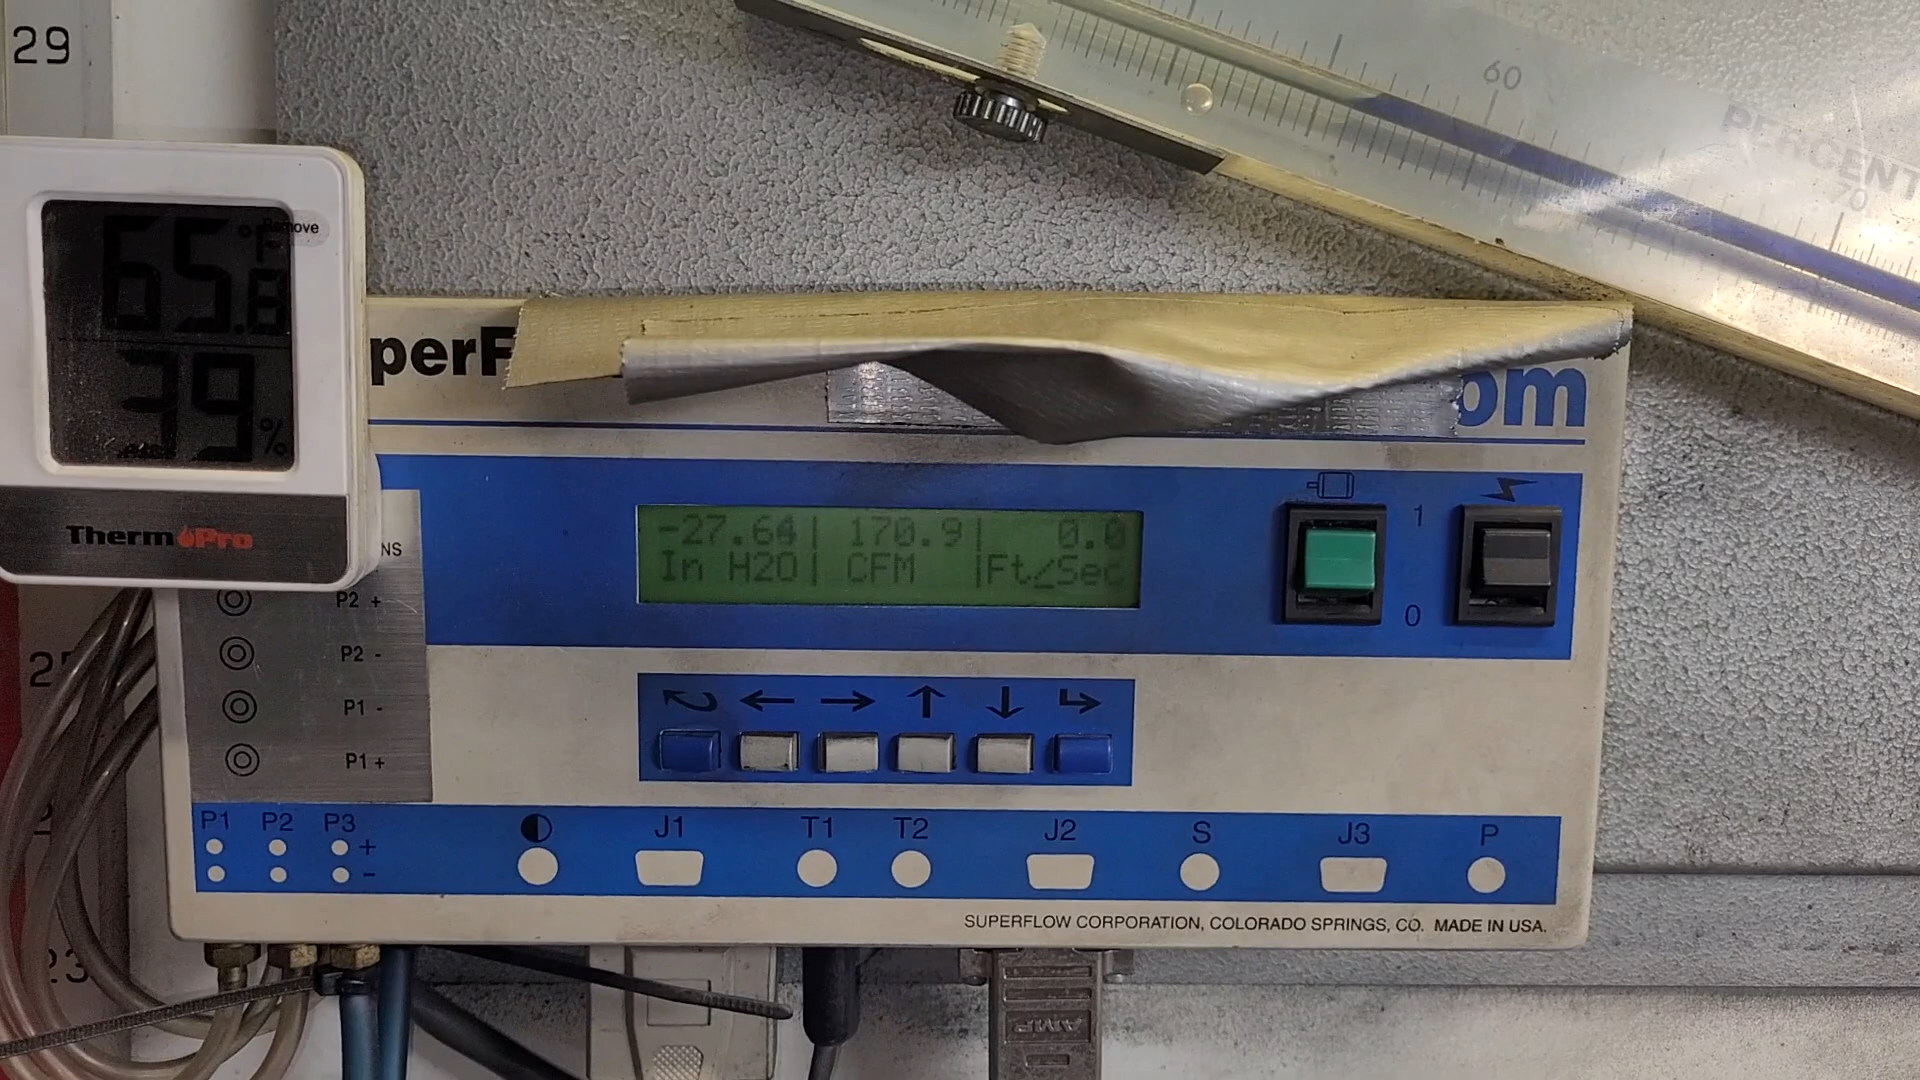 29
60
PERCENT
70
Remove
65.8 °F
39 %
ThermoPro
perF
om
-27.64| 170.9| 0.0
In H2O| CFM |Ft/Sec
1
0
NS
P2 +
P2 -
P1 -
P1 +
P1 P2 P3 + -
J1 T1 T2 J2 S J3 P
SUPERFLOW CORPORATION, COLORADO SPRINGS, CO. MADE IN USA.
23
AMP